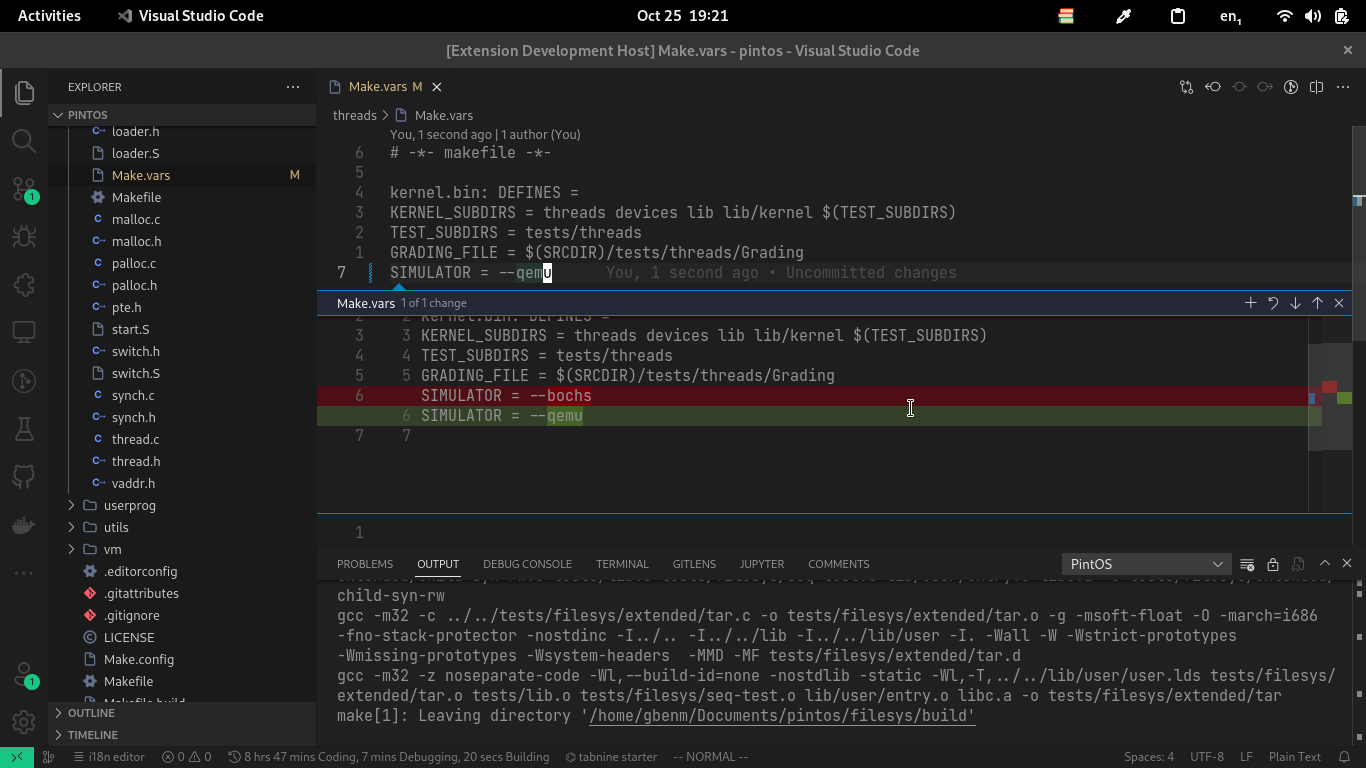 Activities Visual Studio Code Oct 25 19:21 en₁
[Extension Development Host] Make.vars - pintos - Visual Studio Code
EXPLORER
PINTOS
loader.h
loader.S
Make.vars M
Makefile
malloc.c
malloc.h
palloc.c
palloc.h
pte.h
start.S
switch.h
switch.S
synch.c
synch.h
thread.c
thread.h
vaddr.h
userprog
utils
vm
.editorconfig
.gitattributes
.gitignore
LICENSE
Make.config
Makefile
Makefile.build
OUTLINE
TIMELINE
1
1
Make.vars M
threads > Make.vars
You, 1 second ago | 1 author (You)
6 # -*- makefile -*-
5
4 kernel.bin: DEFINES =
3 KERNEL_SUBDIRS = threads devices lib lib/kernel $(TEST_SUBDIRS)
2 TEST_SUBDIRS = tests/threads
1 GRADING_FILE = $(SRCDIR)/tests/threads/Grading
7 SIMULATOR = --qemu You, 1 second ago • Uncommitted changes
Make.vars 1 of 1 change
2 2 kernel.bin: DEFINES =
3 3 KERNEL_SUBDIRS = threads devices lib lib/kernel $(TEST_SUBDIRS)
4 4 TEST_SUBDIRS = tests/threads
5 5 GRADING_FILE = $(SRCDIR)/tests/threads/Grading
6 SIMULATOR = --bochs
6 SIMULATOR = --qemu
7 7
1
PROBLEMS OUTPUT DEBUG CONSOLE TERMINAL GITLENS JUPYTER COMMENTS PintOS
child-syn-rw
gcc -m32 -c ../../tests/filesys/extended/tar.c -o tests/filesys/extended/tar.o -g -msoft-float -O -march=i686
-fno-stack-protector -nostdinc -I../.. -I../../lib -I../../lib/user -I. -Wall -W -Wstrict-prototypes
-Wmissing-prototypes -Wsystem-headers -MMD -MF tests/filesys/extended/tar.d
gcc -m32 -z noseparate-code -Wl,--build-id=none -nostdlib -static -Wl,-T,../../lib/user/user.lds tests/filesys/
extended/tar.o tests/lib.o tests/filesys/seq-test.o lib/user/entry.o libc.a -o tests/filesys/extended/tar
make[1]: Leaving directory '/home/gbenm/Documents/pintos/filesys/build'
i18n editor 0 0 8 hrs 47 mins Coding, 7 mins Debugging, 20 secs Building tabnine starter -- NORMAL -- Spaces: 4 UTF-8 LF Plain Text